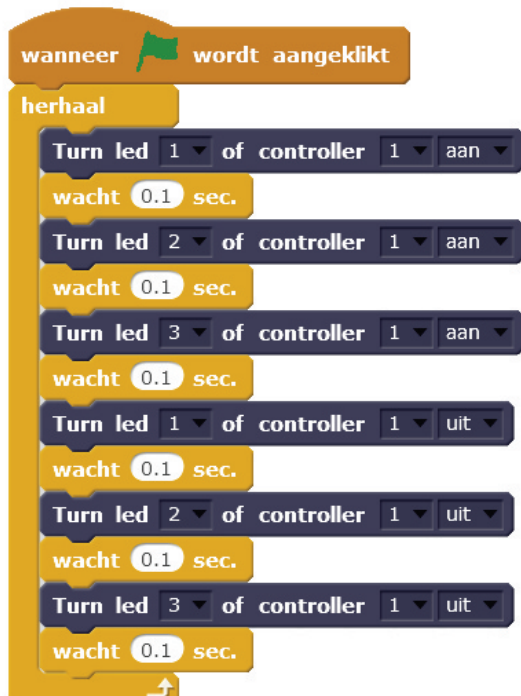 wanneer wordt aangeklikt
herhaal
Turn led 1 of controller 1 aan
wacht 0.1 sec.
Turn led 2 of controller 1 aan
wacht 0.1 sec.
Turn led 3 of controller 1 aan
wacht 0.1 sec.
Turn led 1 of controller 1 uit
wacht 0.1 sec.
Turn led 2 of controller 1 uit
wacht 0.1 sec.
Turn led 3 of controller 1 uit
wacht 0.1 sec.